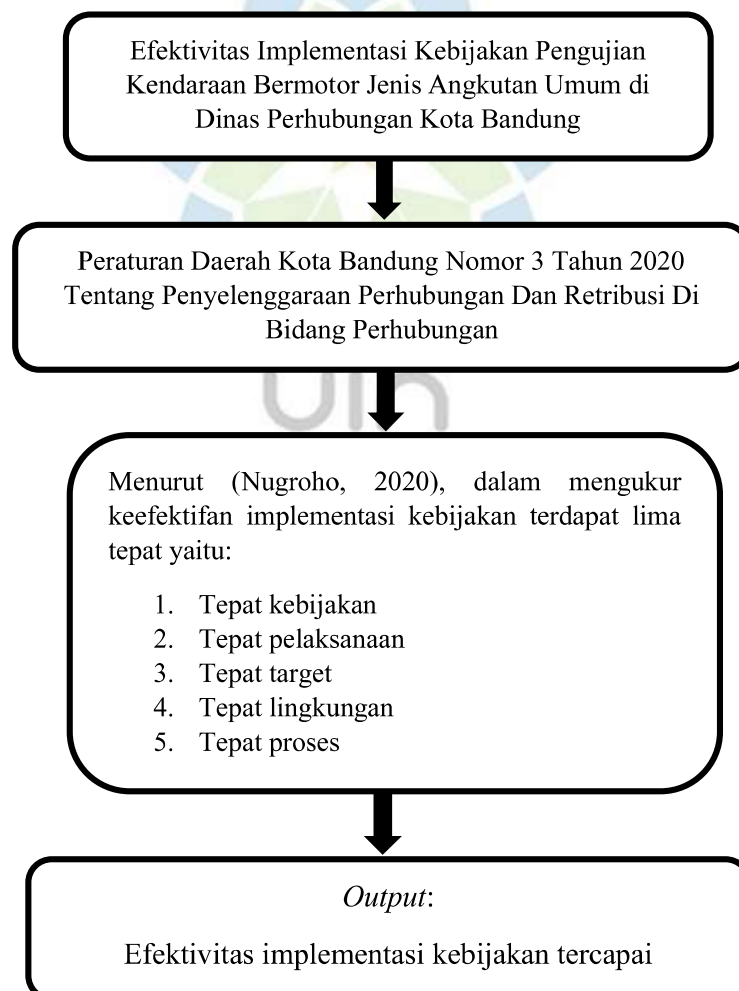 Efektivitas Implementasi Kebijakan Pengujian
Kendaraan Bermotor Jenis Angkutan Umum di
Dinas Perhubungan Kota Bandung
Peraturan Daerah Kota Bandung Nomor 3 Tahun 2020
Tentang Penyelenggaraan Perhubungan Dan Retribusi Di
Bidang Perhubungan
uin
Menurut (Nugroho, 2020), dalam mengukur
keefektifan implementasi kebijakan terdapat lima
tepat yaitu:
1. Tepat kebijakan
2. Tepat pelaksanaan
3. Tepat target
4. Tepat lingkungan
5. Tepat proses
Output:
Efektivitas implementasi kebijakan tercapai